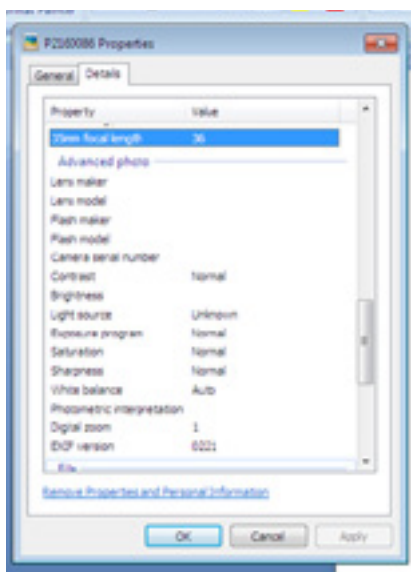 P2160086 Properties
General Details
Property Value
35mm focal length 36
Advanced photo
Lens maker
Lens model
Flash maker
Flash model
Camera serial number
Contrast Normal
Brightness
Light source Unknown
Exposure program Normal
Saturation Normal
Sharpness Normal
White balance Auto
Photometric interpretation
Digital zoom 1
EXIF version 0221
File
Remove Properties and Personal Information
OK Cancel Apply